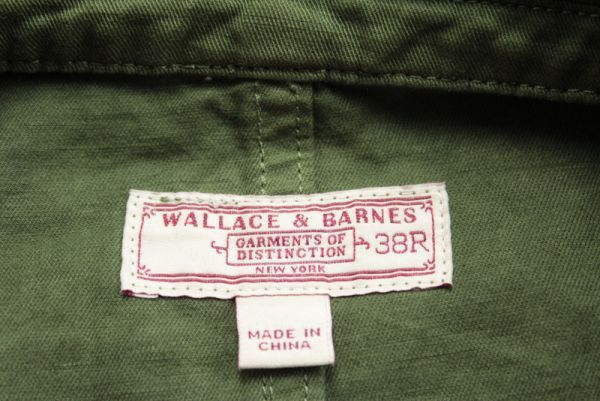 WALLACE & BARNES
GARMENTS OF
DISTINCTION
38R
NEW YORK
MADE IN
CHINA